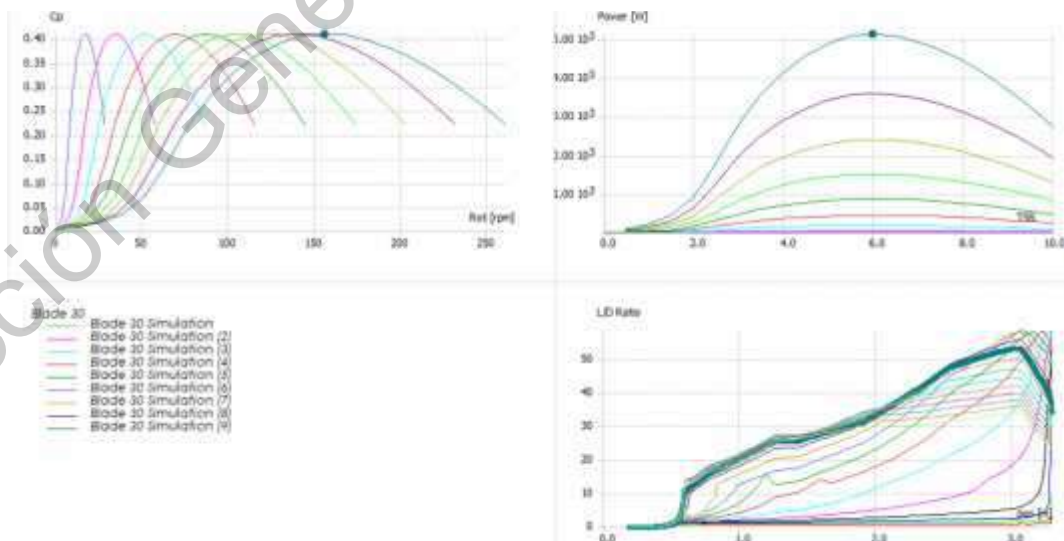 Cp
0.40
0.35
0.30
0.25
0.20
0.15
0.10
0.05
0.00
0
50
100
150
200
250
Rot [rpm]
Power [W]
2.0
4.0
6.0
8.0
10.0
0.0
TSR
Blade 30
Blade 30 Simulation
Blade 30 Simulation (2)
Blade 30 Simulation (3)
Blade 30 Simulation (4)
Blade 30 Simulation (5)
Blade 30 Simulation (6)
Blade 30 Simulation (7)
Blade 30 Simulation (8)
Blade 30 Simulation (9)
L/D Ratio
50
40
30
20
10
0
0.0
1.0
2.0
3.0
ción Gene